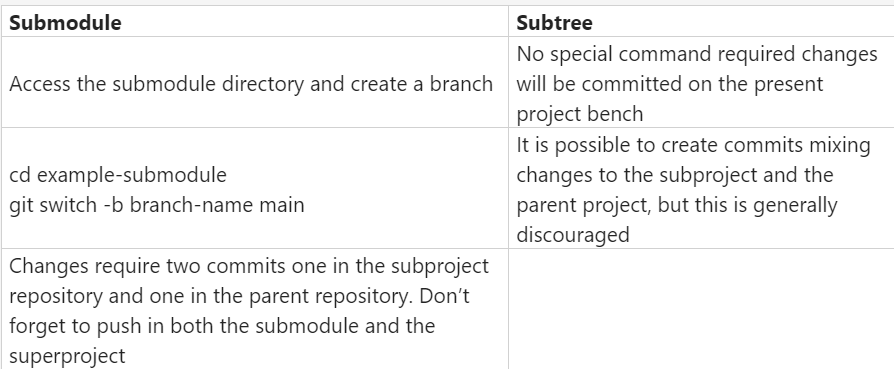 Submodule
Subtree
Access the submodule directory and create a branch
No special command required changes
will be committed on the present
project bench
cd example-submodule
git switch -b branch-name main
It is possible to create commits mixing
changes to the subproject and the
parent project, but this is generally
discouraged
Changes require two commits one in the subproject
repository and one in the parent repository. Don’t
forget to push in both the submodule and the
superproject